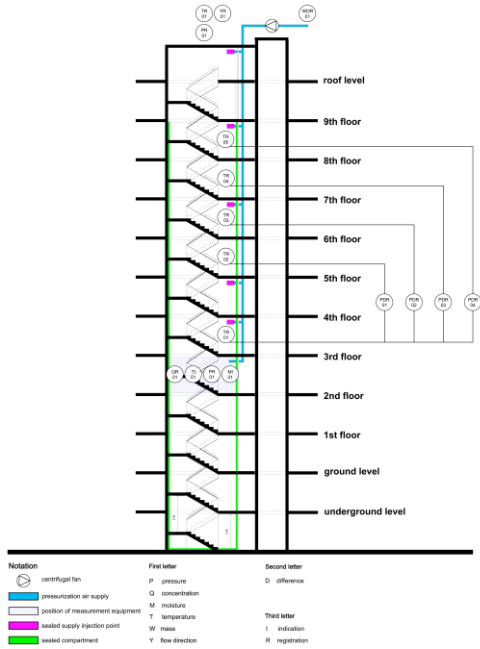 TR 01
YR 01
PR 01
MOR 01
roof level
9th floor
TR 05
8th floor
TR 04
7th floor
TR 03
6th floor
TR 02
5th floor
PDR 01
PDR 02
PDR 03
PDR 04
4th floor
TR 01
3rd floor
QR 01
TI 01
PR 01
MI 01
2nd floor
1st floor
ground level
underground level
Notation
centrifugal fan
pressurization air supply
position of measurement equipment
sealed supply injection point
sealed compartment
First letter
P pressure
Q concentration
M moisture
T temperature
W mass
Y flow direction
Second letter
D difference
Third letter
I indication
R registration